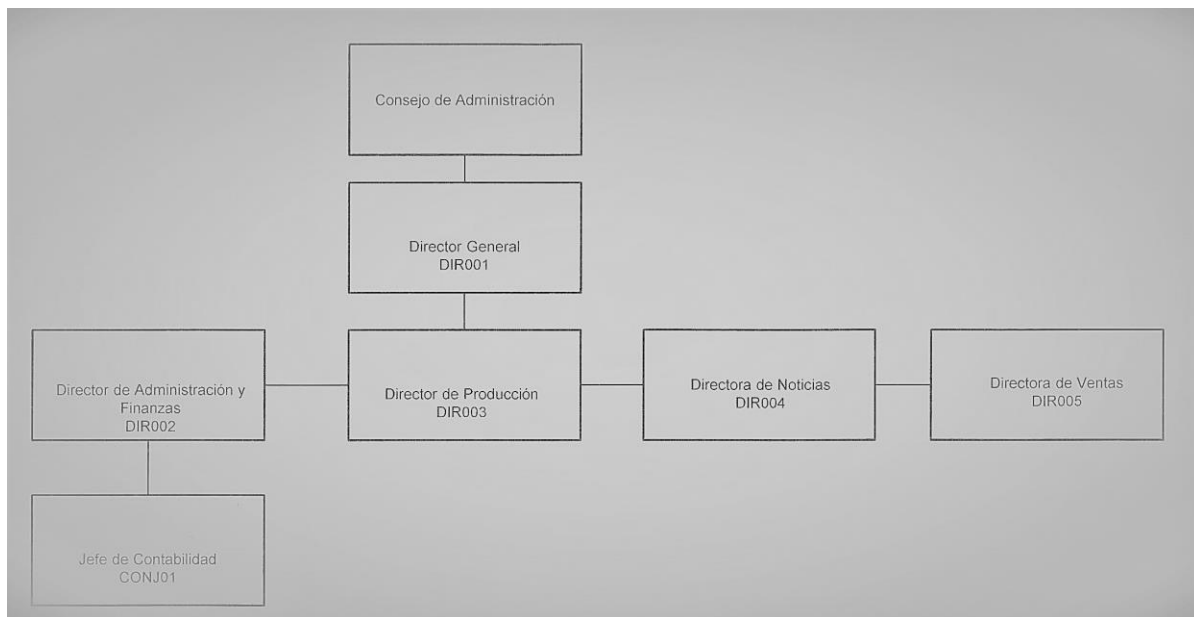 Consejo de Administración
Director General
DIR001
Director de Administración y
Finanzas
DIR002
Director de Producción
DIR003
Directora de Noticias
DIR004
Directora de Ventas
DIR005
Jefe de Contabilidad
CONJ01